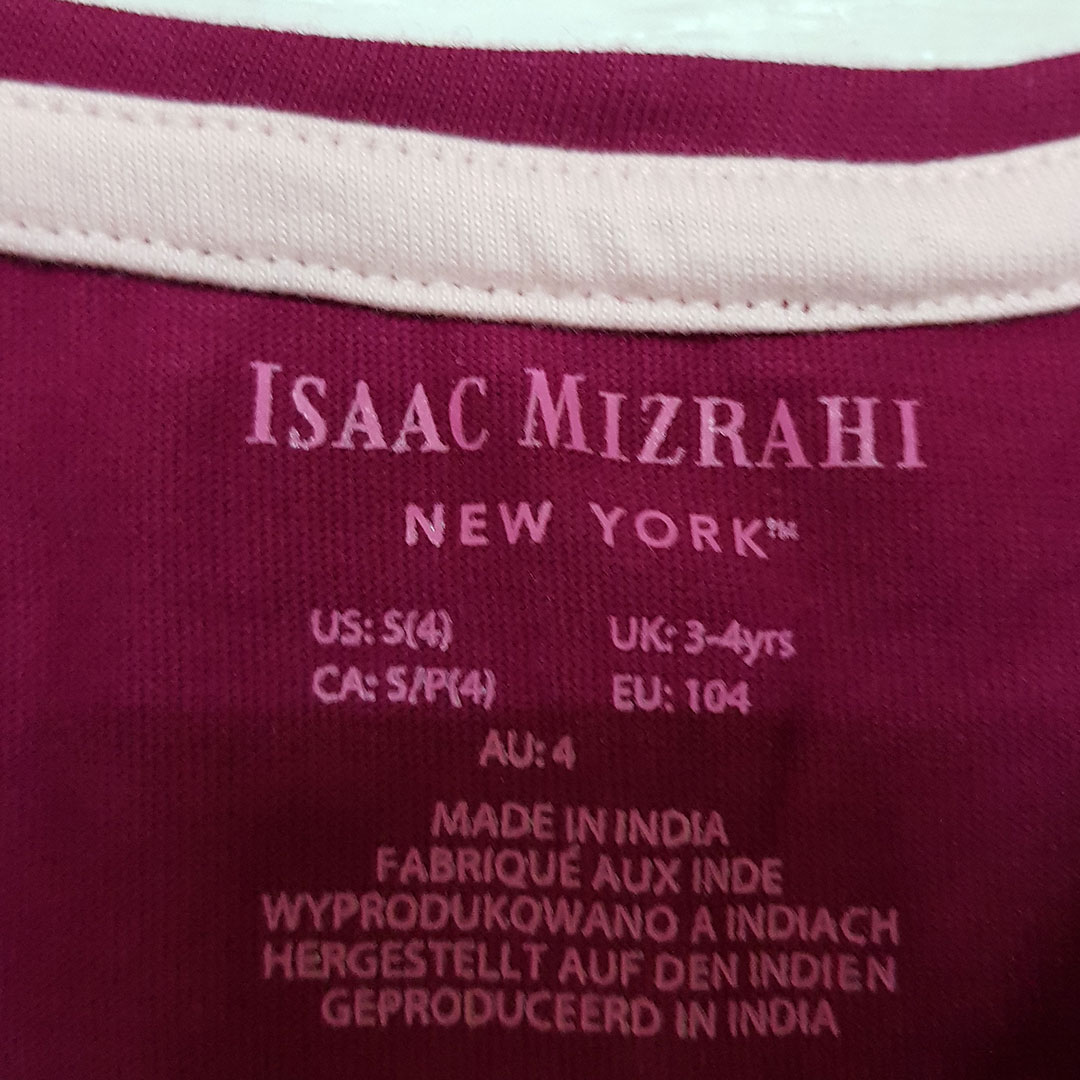 ISAAC MIZRAHI
NEW YORK™
US: S(4) UK: 3-4yrs
CA: S/P(4) EU: 104
AU: 4
MADE IN INDIA
FABRIQUÉ AUX INDE
WYPRODUKOWANO A INDIACH
HERGESTELLT AUF DEN INDIEN
GEPRODUCEERD IN INDIA